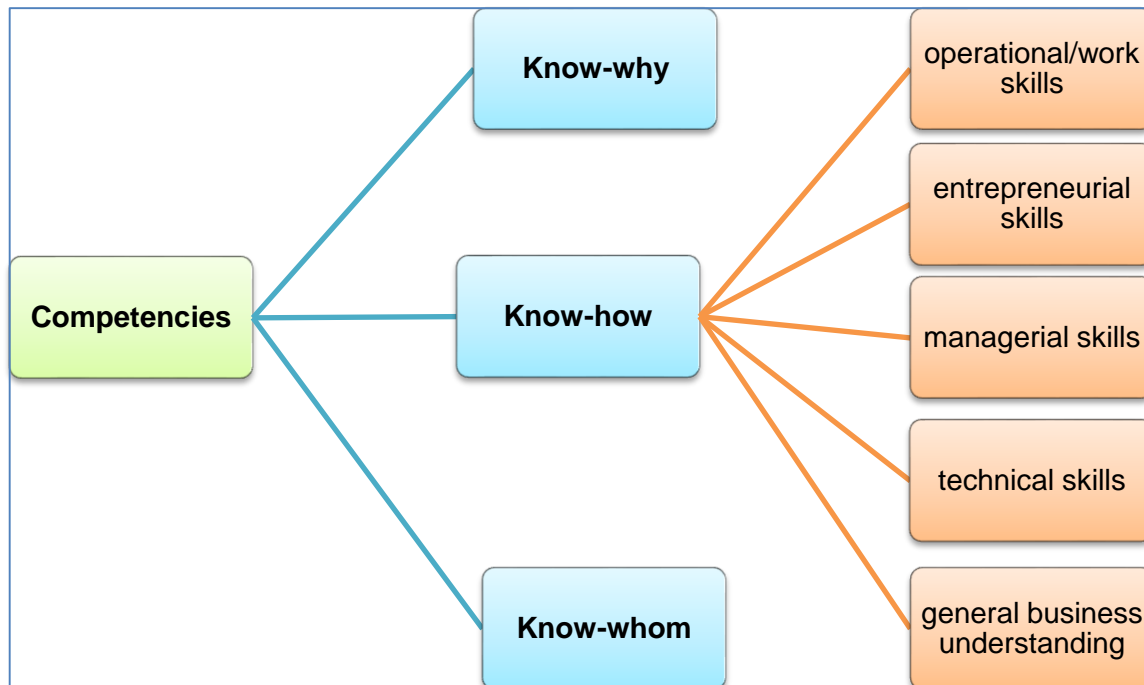 Competencies
Know-why
Know-how
Know-whom
operational/work
skills
entrepreneurial
skills
managerial skills
technical skills
general business
understanding